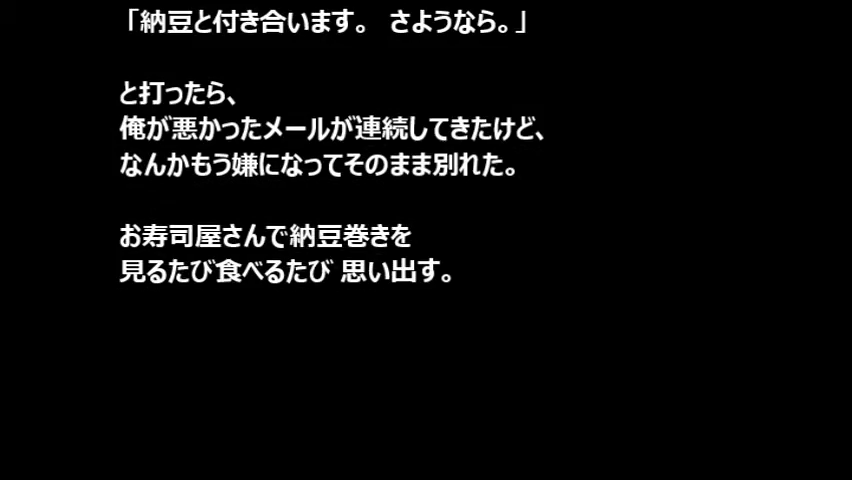 「納豆と付き合います。 さようなら。」
と打ったら、
俺が悪かったメールが連続してきたけど、
なんかもう嫌になってそのまま別れた。
お寿司屋さんで納豆巻きを
見るたび食べるたび 思い出す。